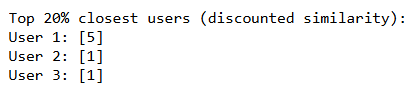 Top 20% closest users (discounted similarity):
User 1: [5]
User 2: [1]
User 3: [1]